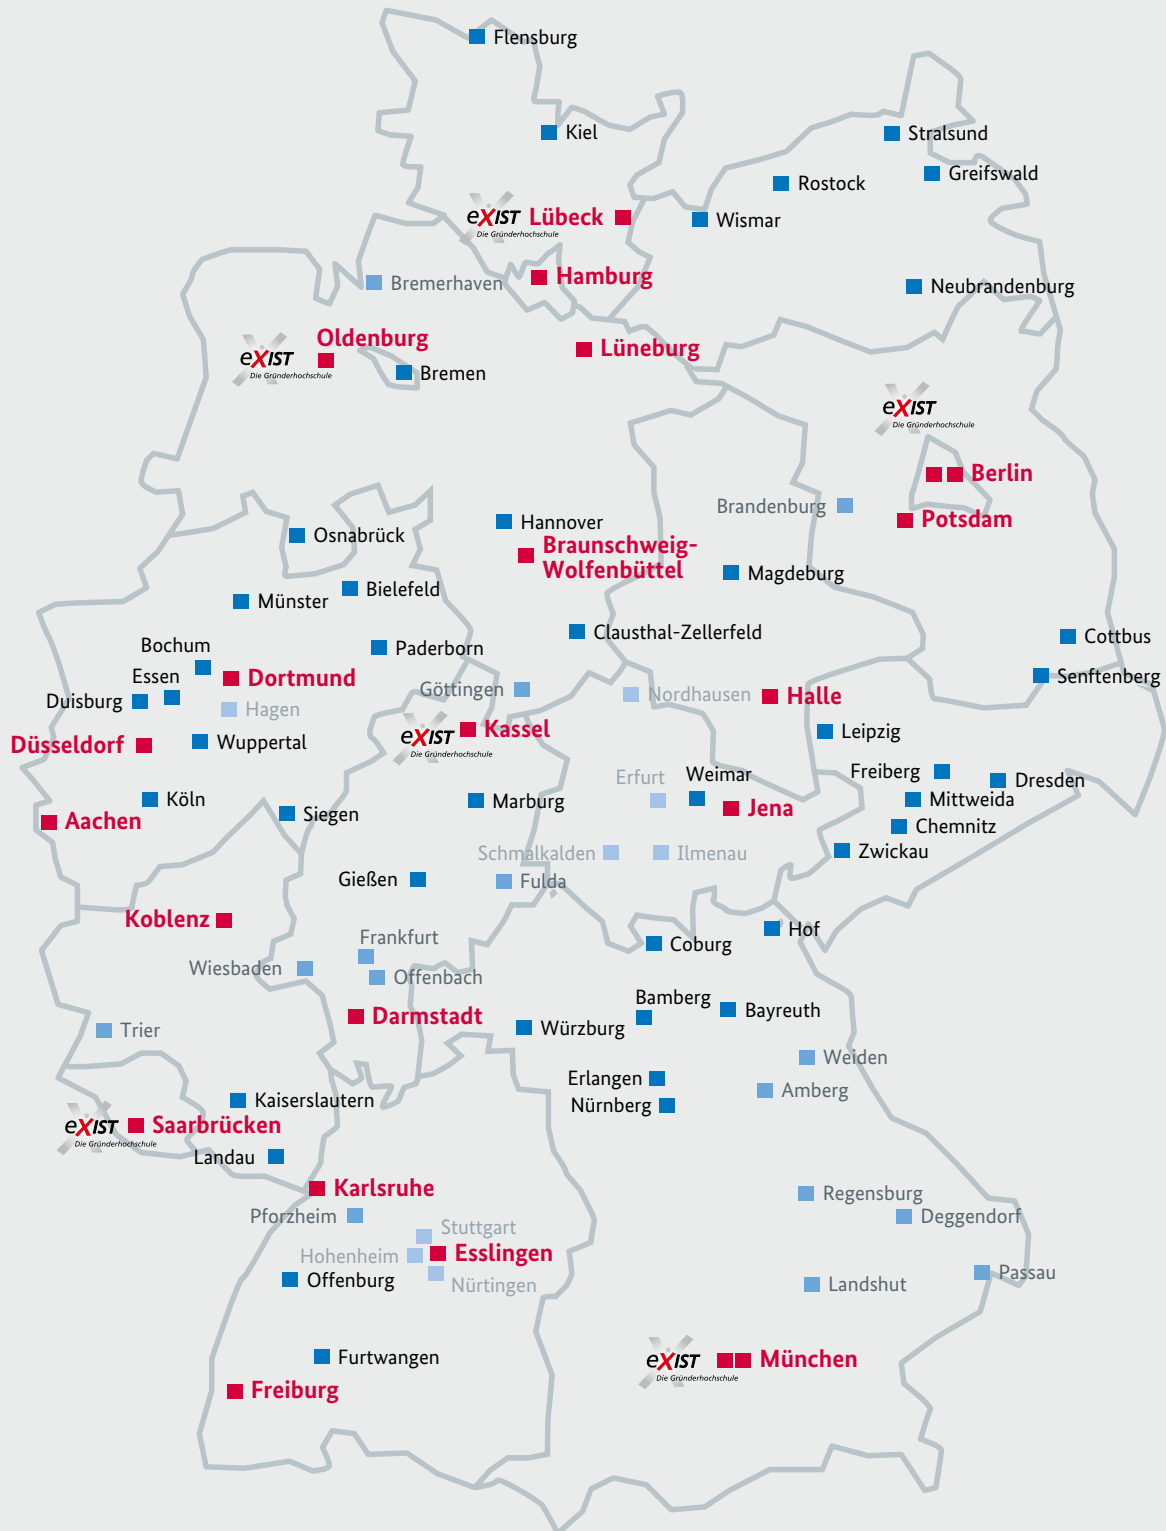 Flensburg
Kiel
Stralsund
Greifswald
Rostock
eXIST
Die Gründerhochschule
Lübeck
Wismar
Hamburg
Bremerhaven
Neubrandenburg
Oldenburg
eXIST
Die Gründerhochschule
Lüneburg
Bremen
eXIST
Die Gründerhochschule
Berlin
Brandenburg
Potsdam
Hannover
Osnabrück
Braunschweig-
Wolfenbüttel
Magdeburg
Bielefeld
Münster
Clausthal-Zellerfeld
Cottbus
Bochum
Paderborn
Essen
Dortmund
Senftenberg
Göttingen
Nordhausen
Halle
Duisburg
Hagen
Kassel
eXIST
Die Gründerhochschule
Leipzig
Düsseldorf
Wuppertal
Freiberg
Erfurt
Weimar
Dresden
Köln
Marburg
Mittweida
Jena
Siegen
Aachen
Chemnitz
Schmalkalden
Ilmenau
Zwickau
Gießen
Fulda
Koblenz
Hof
Frankfurt
Coburg
Wiesbaden
Offenbach
Bamberg
Bayreuth
Darmstadt
Würzburg
Trier
Weiden
Erlangen
Amberg
Kaiserslautern
Nürnberg
eXIST
Die Gründerhochschule
Saarbrücken
Landau
Karlsruhe
Regensburg
Pforzheim
Deggendorf
Stuttgart
Hohenheim
Esslingen
Passau
Offenburg
Nürtingen
Landshut
Furtwangen
eXIST
Die Gründerhochschule
München
Freiburg